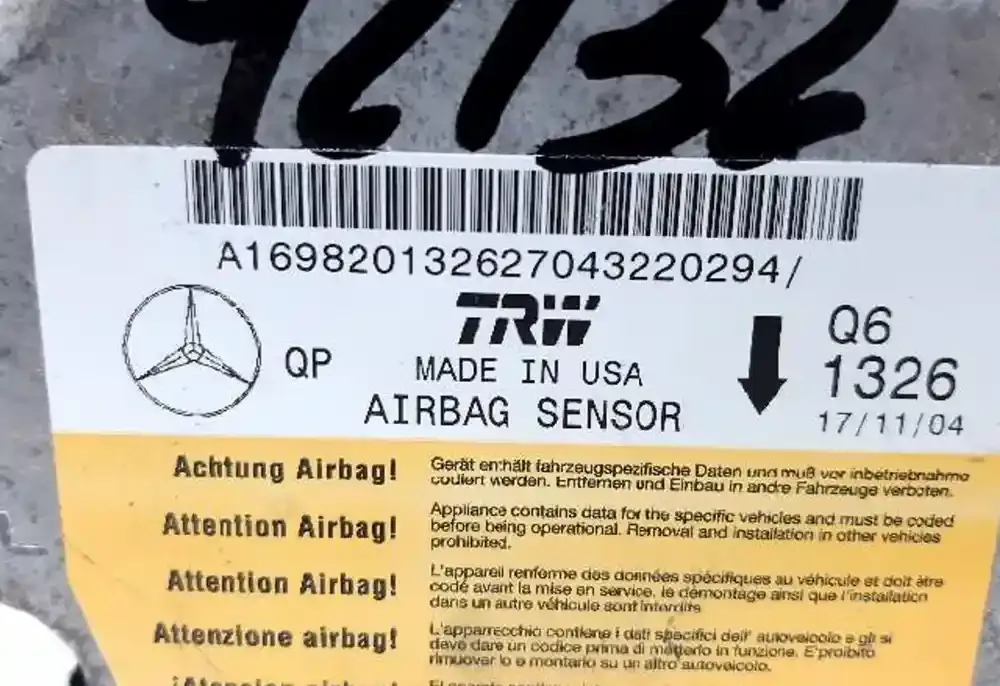 92132
A169820132627043220294/
TRW
QP
MADE IN USA
AIRBAG SENSOR
Q6
1326
17/11/04
Achtung Airbag!
Gerät enthält fahrzeugspezifische Daten und muß vor inbetriebnahme
codiert werden. Entfernen und Einbau in andre Fahrzeuge verboten.
Attention Airbag!
Appliance contains data for the specific vehicles and must be coded
before being operational. Removal and installation in other vehicles
prohibited.
Attention Airbag!
L'appareil renferme des données spécifiques au véhicule et doit être
codé avant la mise en service, le démontage ainsi que l'installation
dans un autre véhicule sont interdits
Attenzione airbag!
L'apparrecchio contiene i dati specifici dell' autoveicolo e gli si
deve dare un codice prima di metterlo in funzione. E'proibito
rimuoverlo e montarlo su un altro autoveicolo.